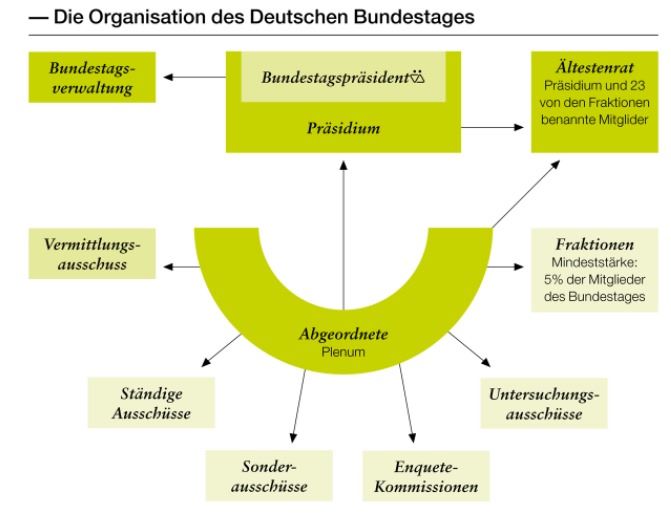 — Die Organisation des Deutschen Bundestages
Bundestags-
verwaltung
Bundestagspräsident
Präsidium
Ältestenrat
Präsidium und 23
von den Fraktionen
benannte Mitglider
Vermittlungs-
ausschuss
Fraktionen
Mindeststärke:
5% der Mitglieder
des Bundestages
Abgeordnete
Plenum
Ständige
Ausschüsse
Untersuchungs-
ausschüsse
Sonder-
ausschüsse
Enquete-
Kommissionen